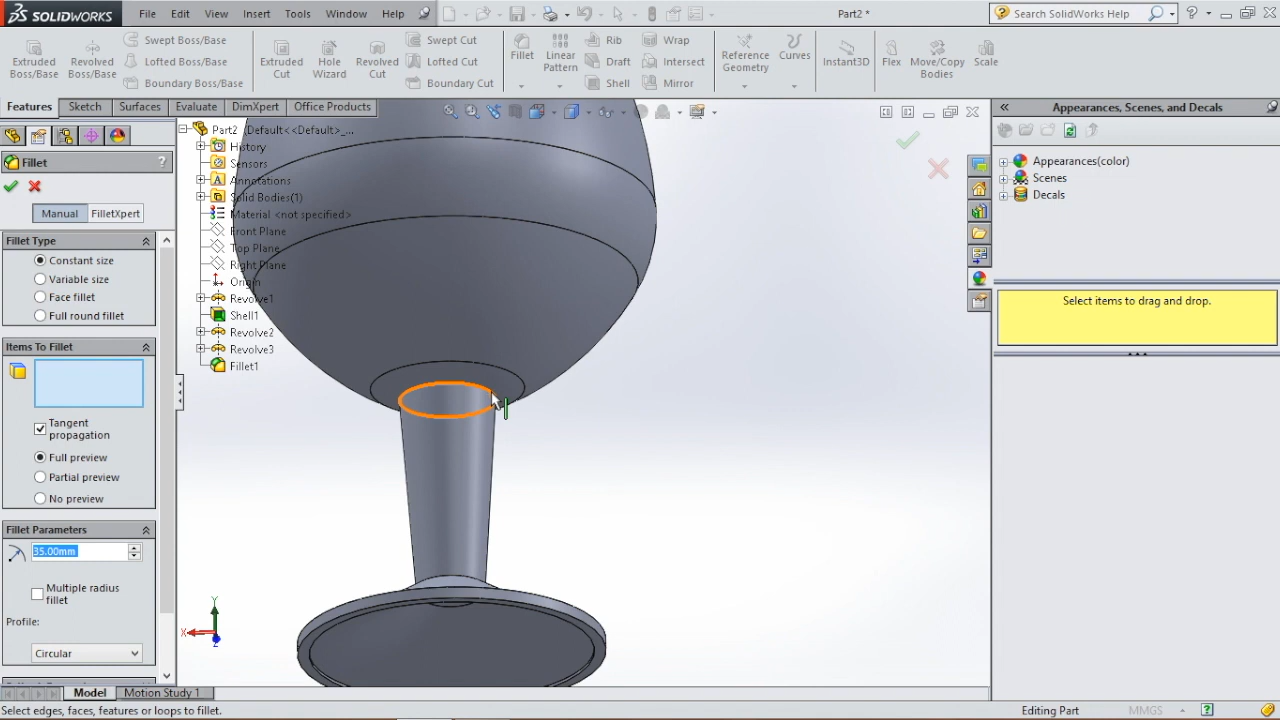 SOLIDWORKS File Edit View Insert Tools Window Help Part2 * Search SolidWorks Help
Extruded Boss/Base
Revolved Boss/Base
Swept Boss/Base
Lofted Boss/Base
Boundary Boss/Base
Extruded Cut
Hole Wizard
Revolved Cut
Swept Cut
Lofted Cut
Boundary Cut
Fillet
Linear Pattern
Rib
Draft
Shell
Wrap
Intersect
Mirror
Reference Geometry
Curves
Instant3D
Flex
Move/Copy Bodies
Scale
Features Sketch Surfaces Evaluate DimXpert Office Products
Fillet ?
Manual FilletXpert
Fillet Type
Constant size
Variable size
Face fillet
Full round fillet
Items To Fillet
Tangent
propagation
Full preview
Partial preview
No preview
Fillet Parameters
35.00mm
Multiple radius
fillet
Profile:
Circular
Part2 (Default<<Default>_...
History
Sensors
Annotations
Solid Bodies(1)
Material <not specified>
Front Plane
Top Plane
Right Plane
Origin
Revolve1
Shell1
Revolve2
Revolve3
Fillet1
Y
X
Z
Appearances, Scenes, and Decals
Appearances(color)
Scenes
Decals
Select items to drag and drop.
Model Motion Study 1
Select edges, faces, features or loops to fillet. Editing Part MMGS